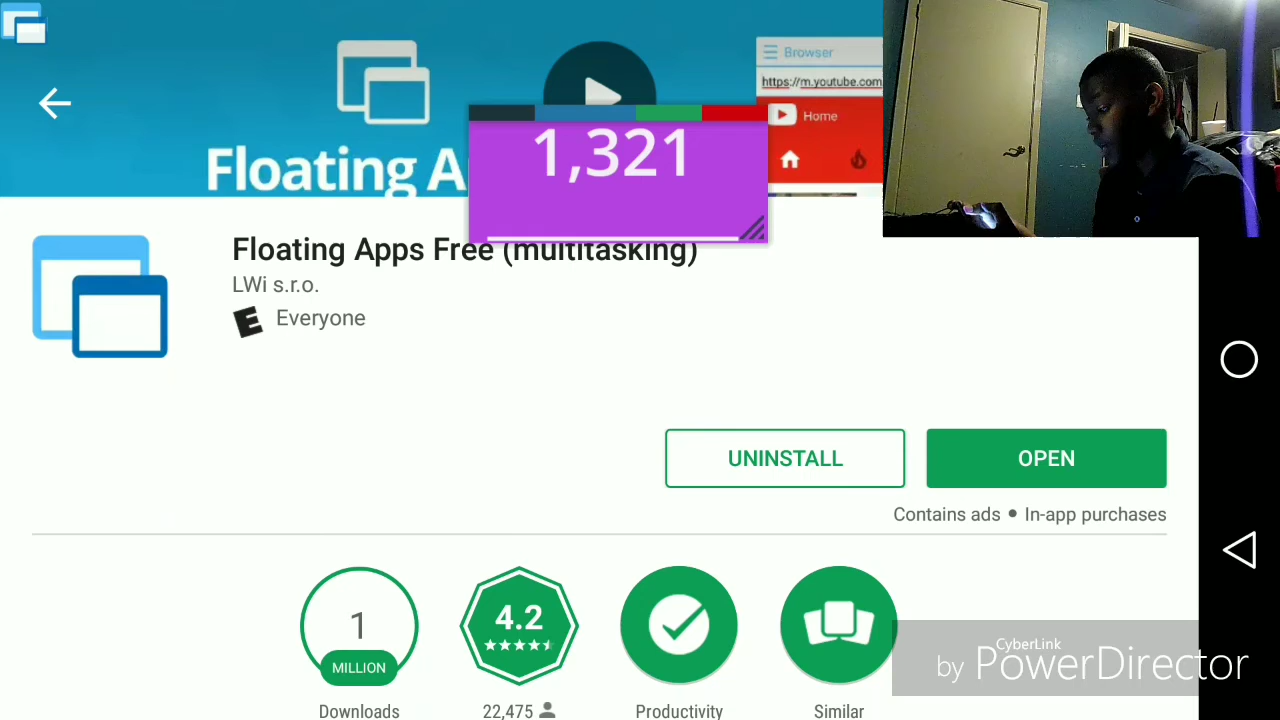 Browser
https://m.youtube.com
Home
Floating A
1,321
Floating Apps Free (multitasking)
LWi s.r.o.
E Everyone
UNINSTALL
OPEN
Contains ads • In-app purchases
1
MILLION
4.2
Downloads
22,475
Productivity
Similar
CyberLink
by PowerDirector